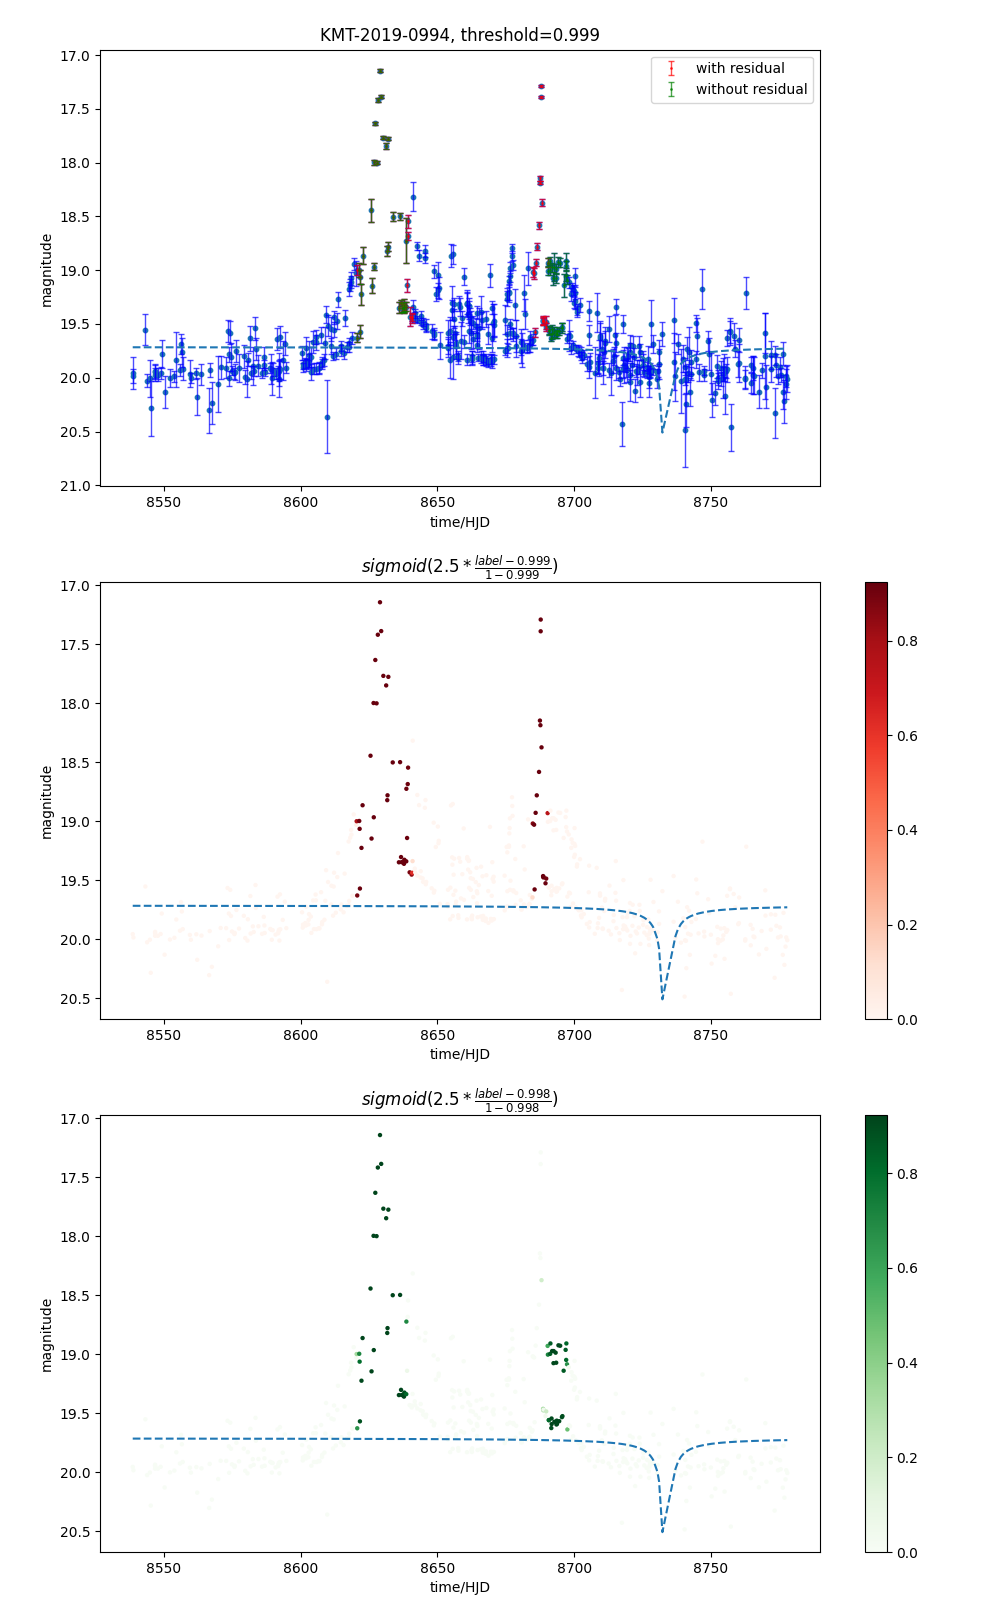 KMT-2019-0994, threshold=0.999
17.0
17.5
18.0
18.5
19.0
19.5
20.0
20.5
21.0
magnitude
with residual
without residual
8550 8600 8650 8700 8750
time/HJD
sigmoid(2.5 * \frac{label − 0.999}{1 − 0.999})
17.0
17.5
18.0
18.5
19.0
19.5
20.0
20.5
magnitude
8550 8600 8650 8700 8750
time/HJD
0.8
0.6
0.4
0.2
0.0
sigmoid(2.5 * \frac{label − 0.998}{1 − 0.998})
17.0
17.5
18.0
18.5
19.0
19.5
20.0
20.5
magnitude
8550 8600 8650 8700 8750
time/HJD
0.8
0.6
0.4
0.2
0.0